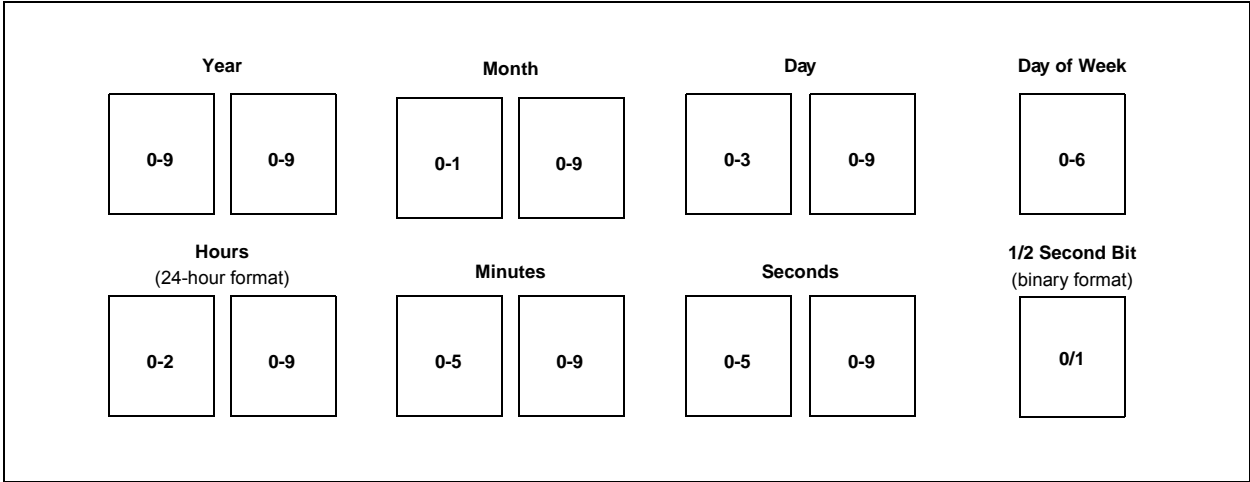 Year
Month
Day
Day of Week
0-9
0-9
0-1
0-9
0-3
0-9
0-6
Hours
(24-hour format)
Minutes
Seconds
1/2 Second Bit
(binary format)
0-2
0-9
0-5
0-9
0-5
0-9
0/1